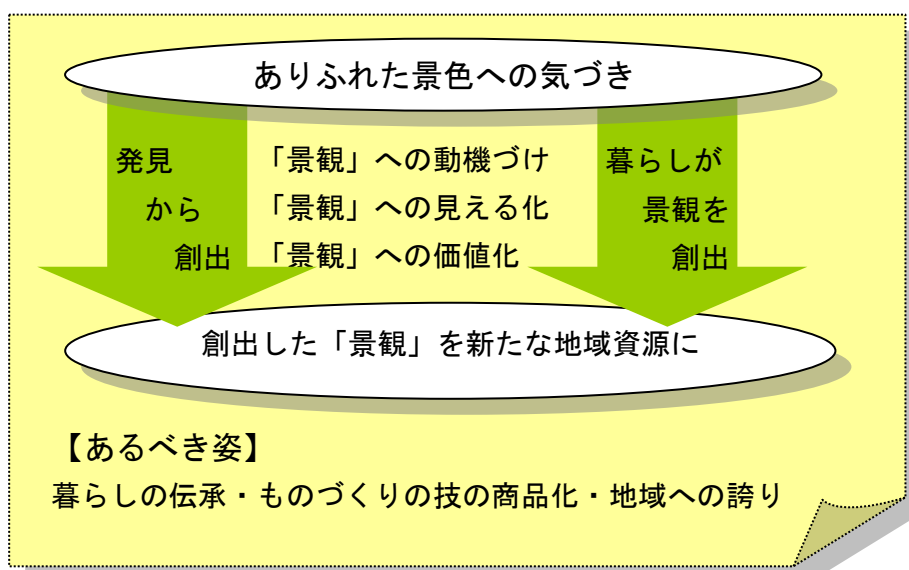 ありふれた景色への気づき
発見
から
創出
「景観」への動機づけ
「景観」への見える化
「景観」への価値化
暮らしが
景観を
創出
創出した「景観」を新たな地域資源に
【あるべき姿】
暮らしの伝承・ものづくりの技の商品化・地域への誇り